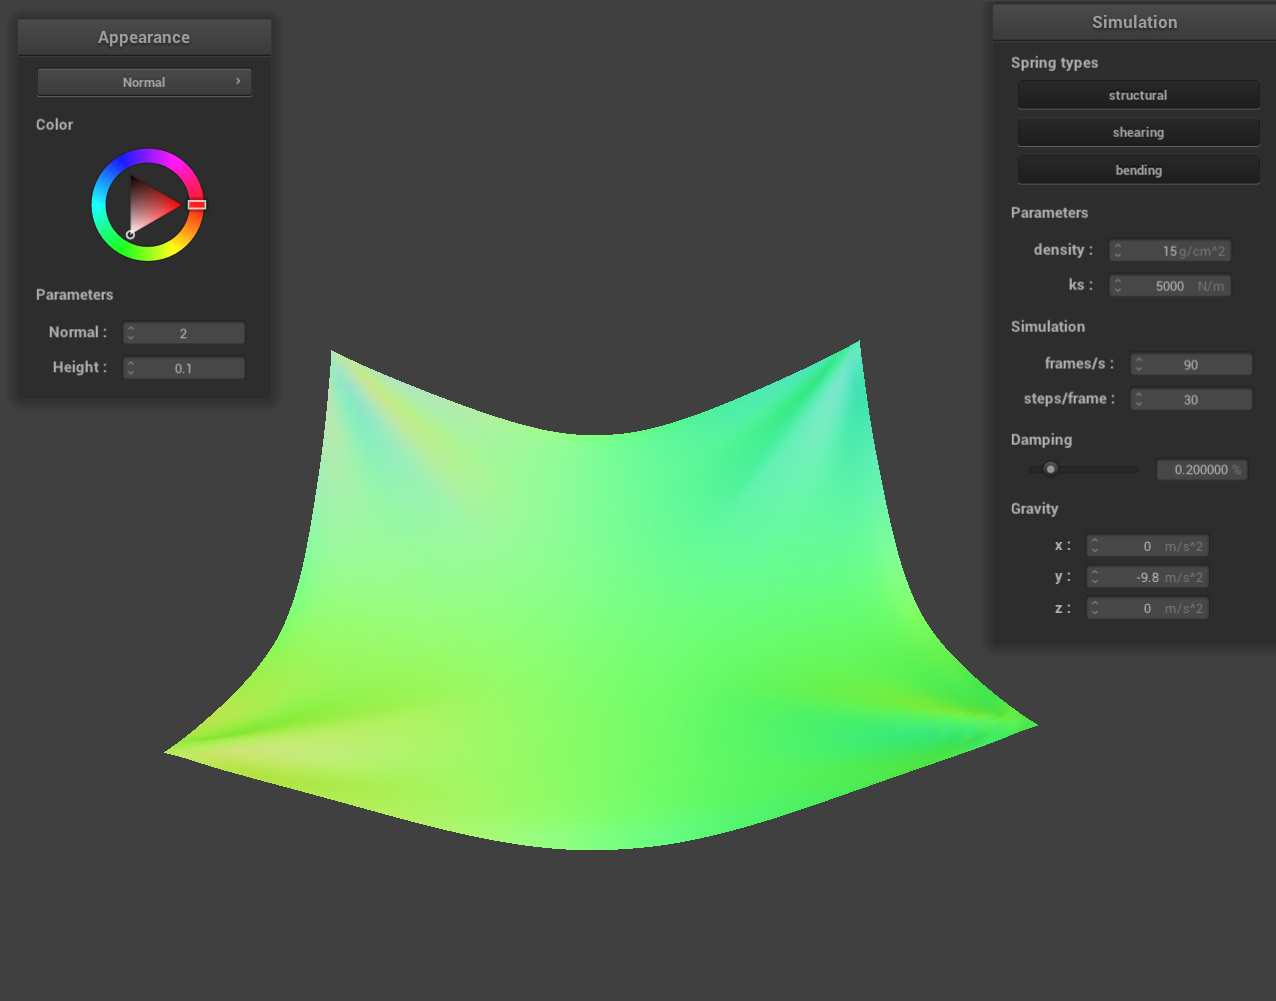 Appearance
Normal
Color
Parameters
Normal : 2
Height : 0.1
Simulation
Spring types
structural
shearing
bending
Parameters
density : 15 g/cm^2
ks : 5000 N/m
Simulation
frames/s : 90
steps/frame : 30
Damping
0.200000 %
Gravity
x : 0 m/s^2
y : -9.8 m/s^2
z : 0 m/s^2